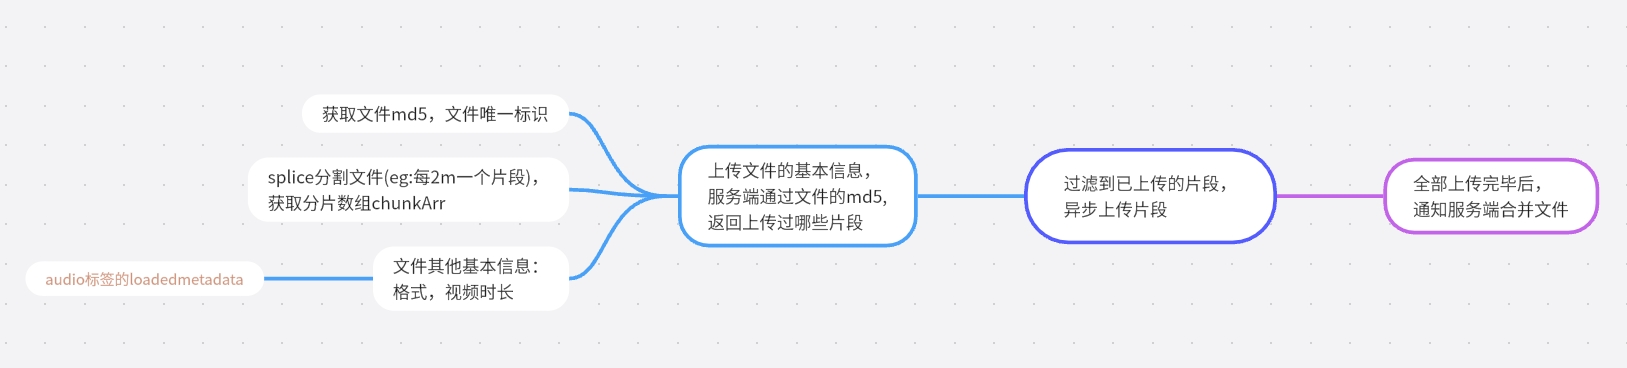 获取文件md5，文件唯一标识
splice分割文件(eg:每2m一个片段)，
获取分片数组chunkArr
audio标签的loadedmetadata
文件其他基本信息：
格式，视频时长
上传文件的基本信息，
服务端通过文件的md5,
返回上传过哪些片段
过滤到已上传的片段，
异步上传片段
全部上传完毕后，
通知服务端合并文件